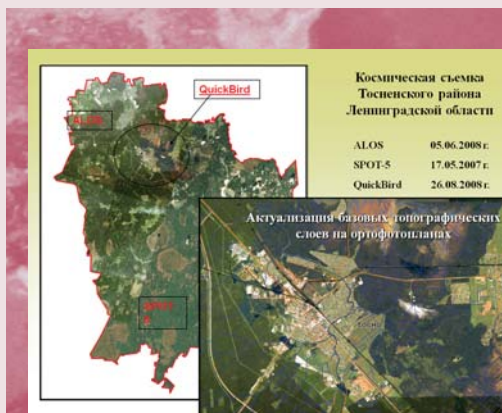 QuickBird
ALOS
Космическая съемка
Тосненского района
Ленинградской области
ALOS 05.06.2008 г.
SPOT-5 17.05.2007 г.
QuickBird 26.08.2008 г.
Актуализация базовых топографических
слоев на ортофотопланах